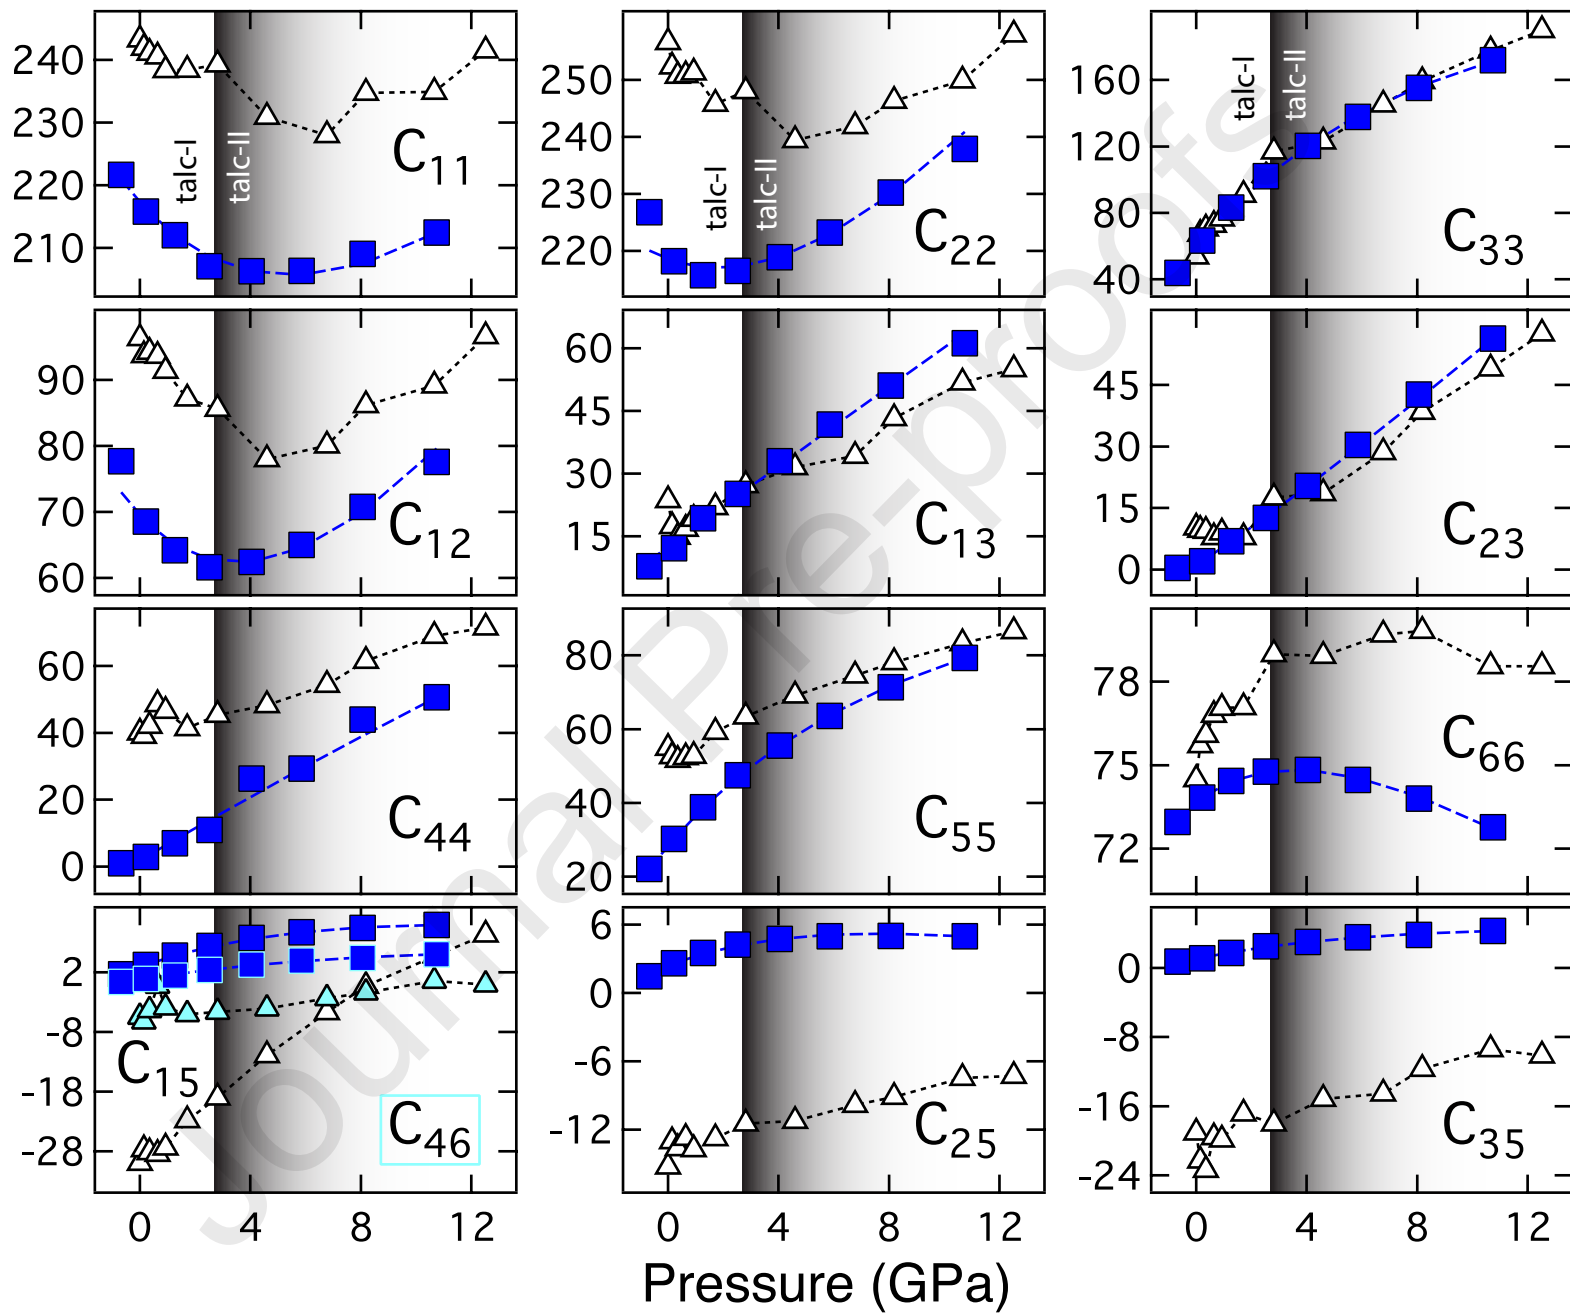 240
230
220
210
talc-I
talc-II
C11
250
240
230
220
talc-I
talc-II
C22
160
120
80
40
talc-I
talc-II
C33
90
80
70
60
C12
60
45
30
15
C13
45
30
15
0
C23
60
40
20
0
C44
80
60
40
20
C55
78
75
72
C66
2
-8
-18
-28
C15
C46
6
0
-6
-12
C25
0
-8
-16
-24
C35
0 4 8 12
0 4 8 12
0 4 8 12
Pressure (GPa)
Journal Pre-proofs